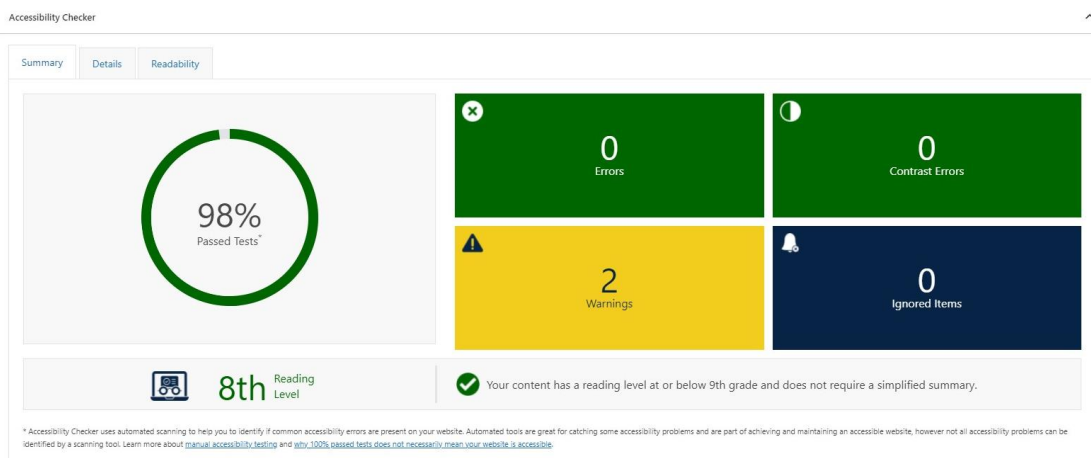 Accessibility Checker
Summary
Details
Readability
98%
Passed Tests*
0
Errors
0
Contrast Errors
2
Warnings
0
Ignored Items
8th
Reading
Level
Your content has a reading level at or below 9th grade and does not require a simplified summary.
* Accessibility Checker uses automated scanning to help you to identify if common accessibility errors are present on your website. Automated tools are great for catching some accessibility problems and are part of achieving and maintaining an accessible website, however not all accessibility problems can be
identified by a scanning tool. Learn more about manual accessibility testing and why 100% passed tests does not necessarily mean your website is accessible.